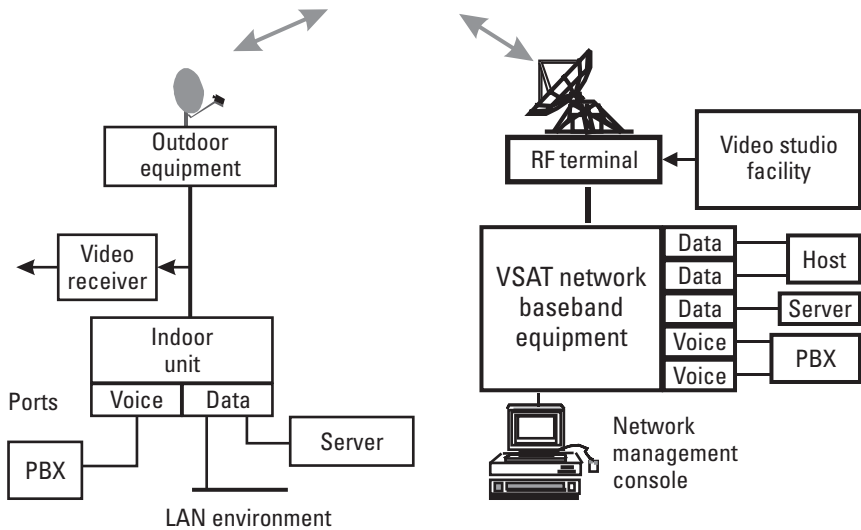 Outdoor
equipment
Video
receiver
Indoor
unit
Ports
Voice
Data
PBX
Server
LAN environment
RF terminal
Video studio
facility
VSAT network
baseband
equipment
Data
Data
Data
Voice
Voice
Host
Server
PBX
Network
management
console